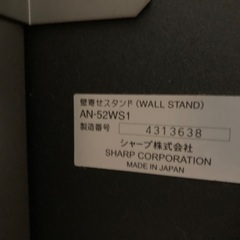 壁寄せスタンド(WALL STAND)
AN-52WS1
製造番号 4313638
シャープ株式会社
SHARP CORPORATION
MADE IN JAPAN